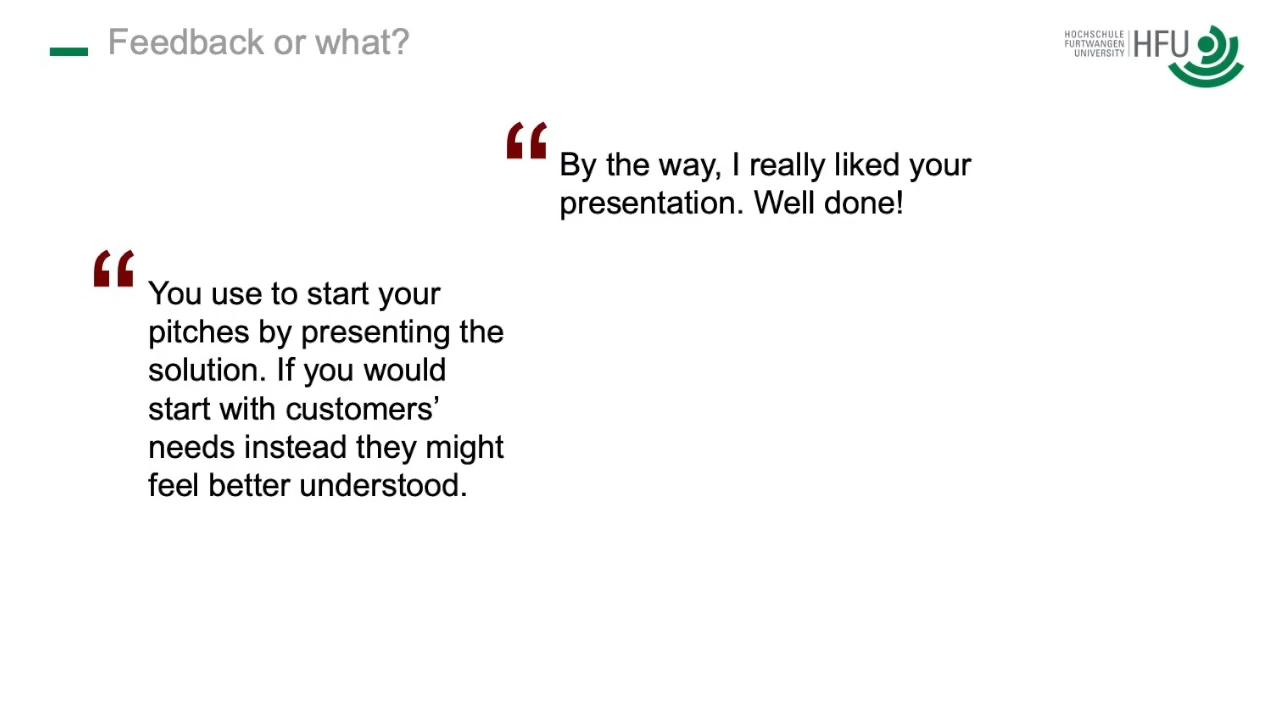 Feedback or what?
HOCHSCHULE
FURTWANGEN
UNIVERSITY
HFU
“
By the way, I really liked your
presentation. Well done!
“
You use to start your
pitches by presenting the
solution. If you would
start with customers’
needs instead they might
feel better understood.